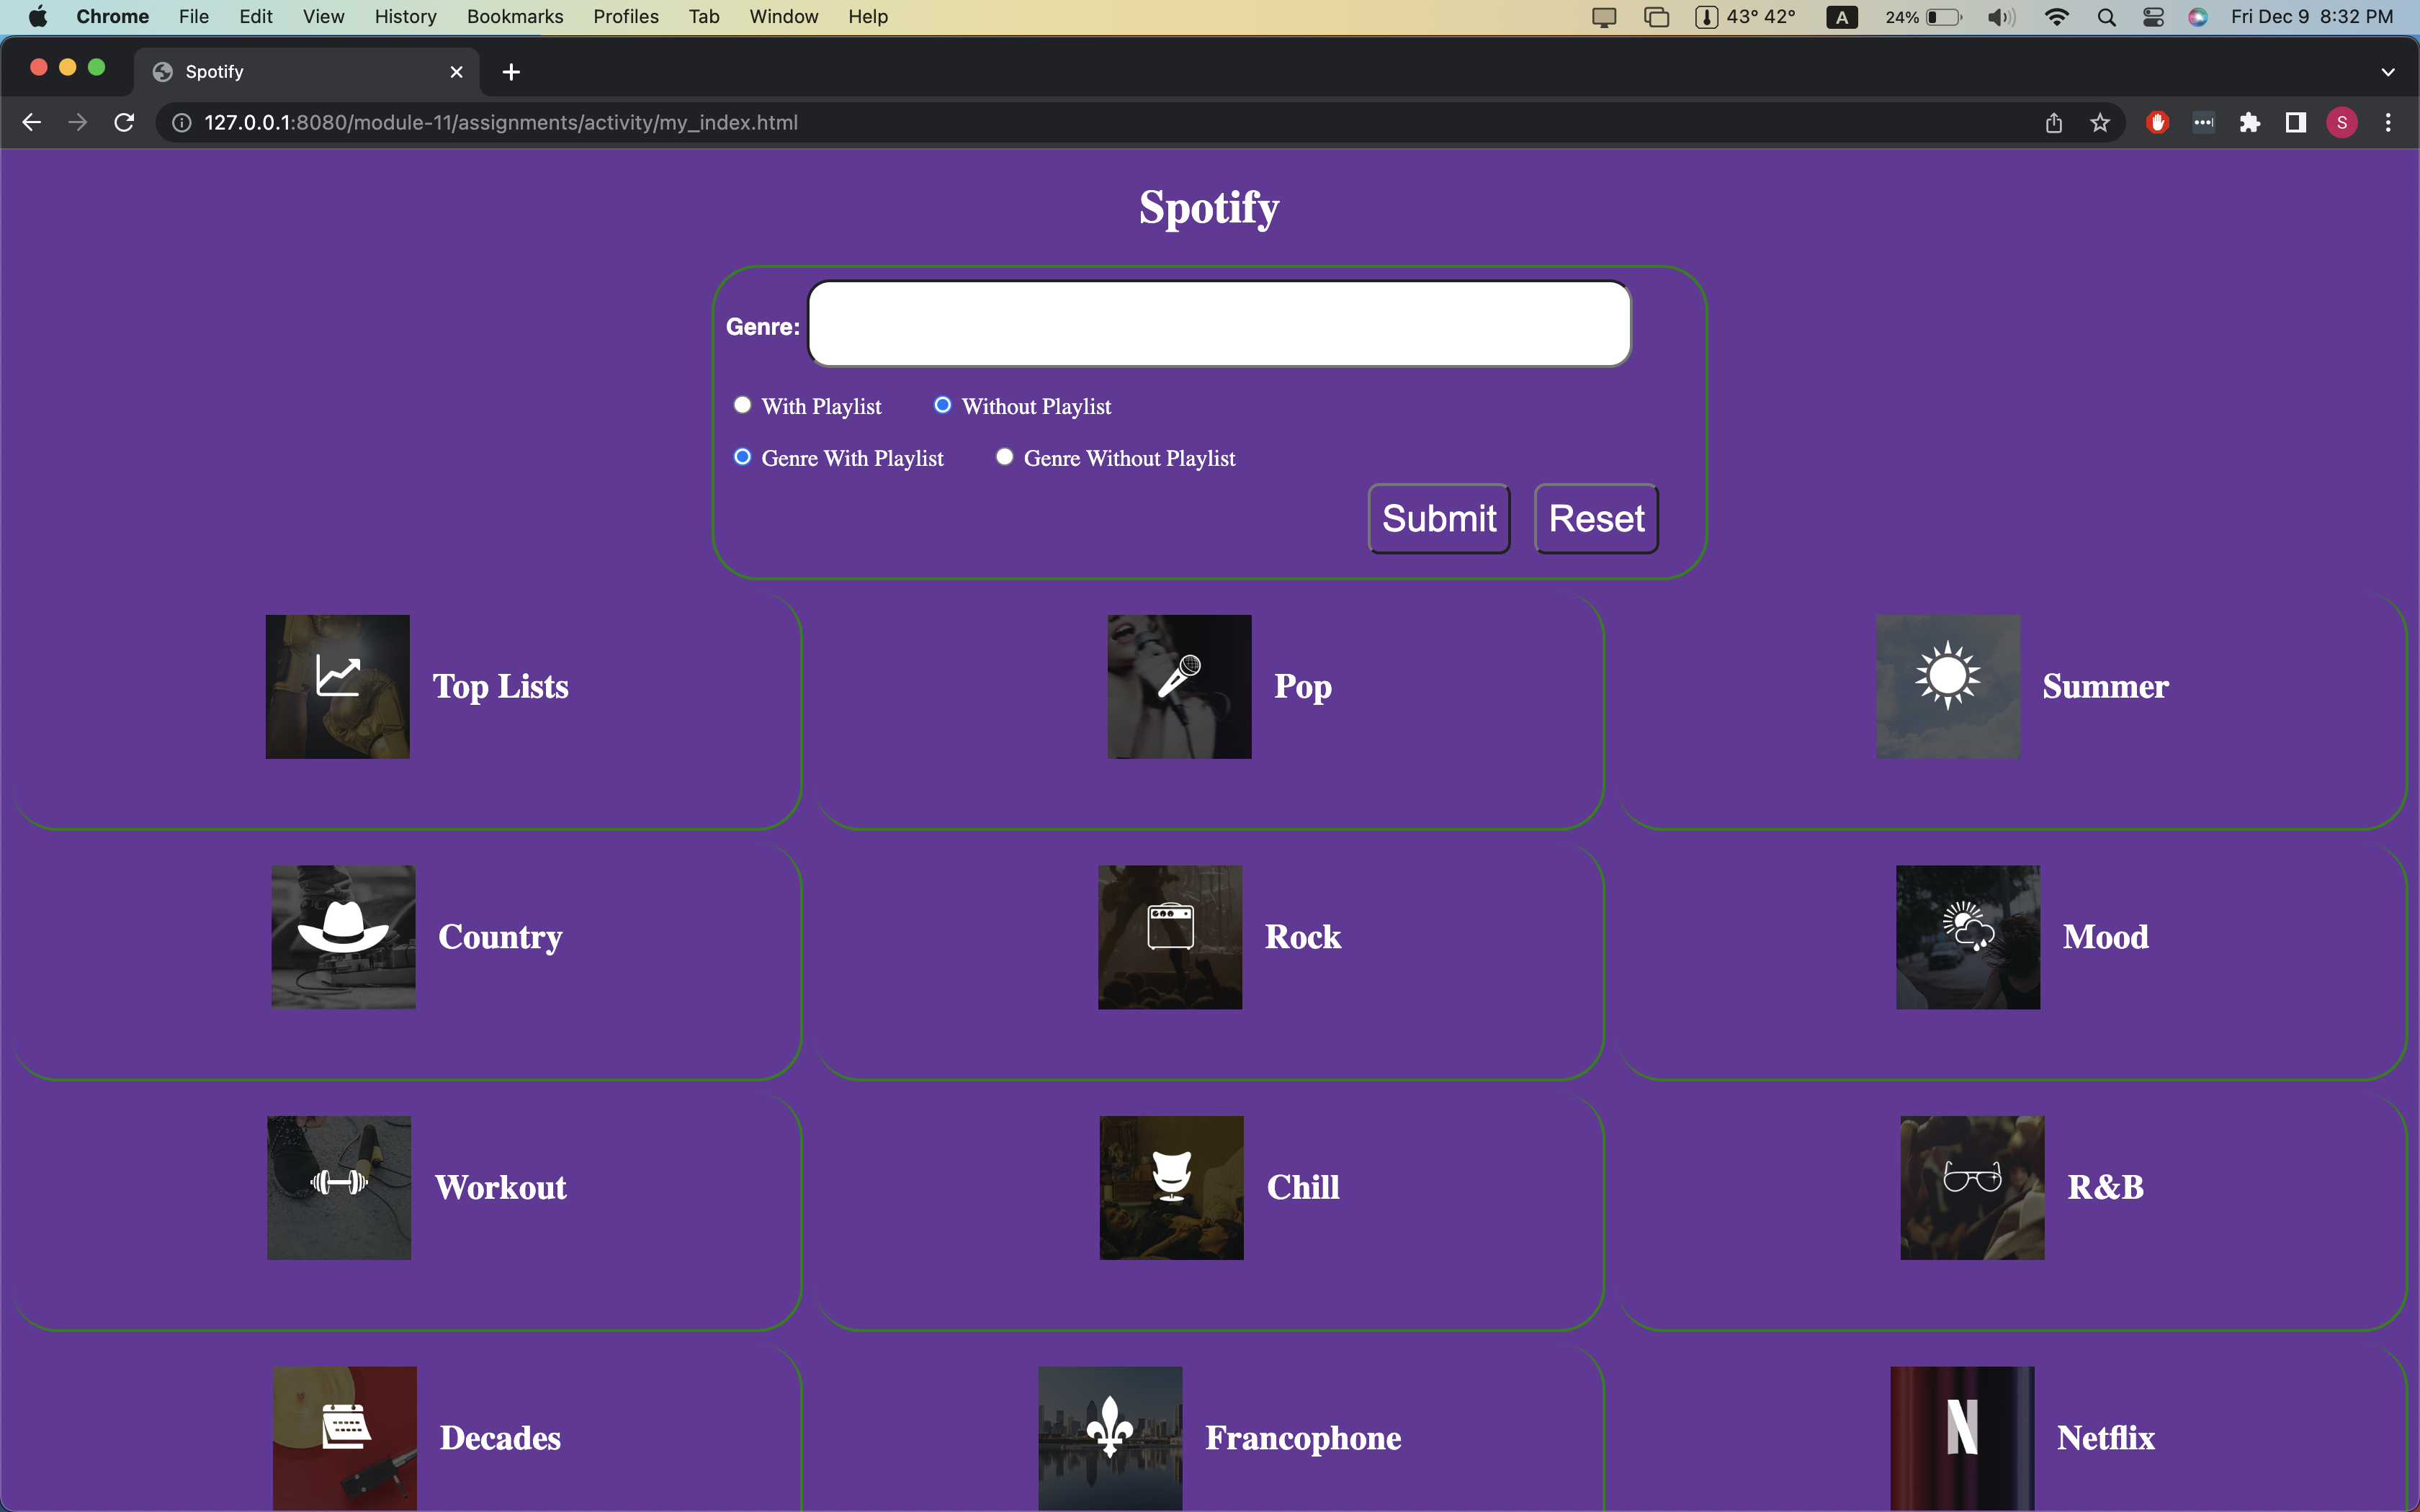 Chrome File Edit View History Bookmarks Profiles Tab Window Help 43° 42° A 24% Fri Dec 9 8:32 PM
Spotify
127.0.0.1:8080/module-11/assignments/activity/my_index.html S
Spotify
Genre:
With Playlist Without Playlist
Genre With Playlist Genre Without Playlist
Submit Reset
Top Lists Pop Summer
Country Rock Mood
Workout Chill R&B
Decades Francophone N Netflix